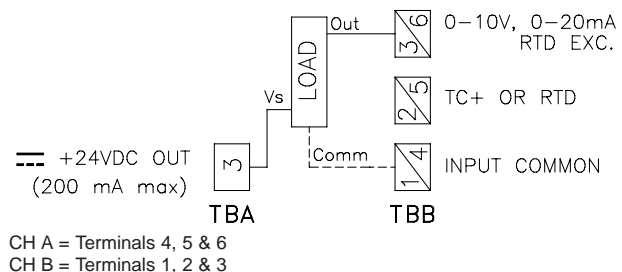 Out
3/6
0-10V, 0-20mA
RTD EXC.
LOAD
Vs
2/5
TC+ OR RTD
+24VDC OUT
(200 mA max)
3
Comm
1/4
INPUT COMMON
TBA
TBB
CH A = Terminals 4, 5 & 6
CH B = Terminals 1, 2 & 3